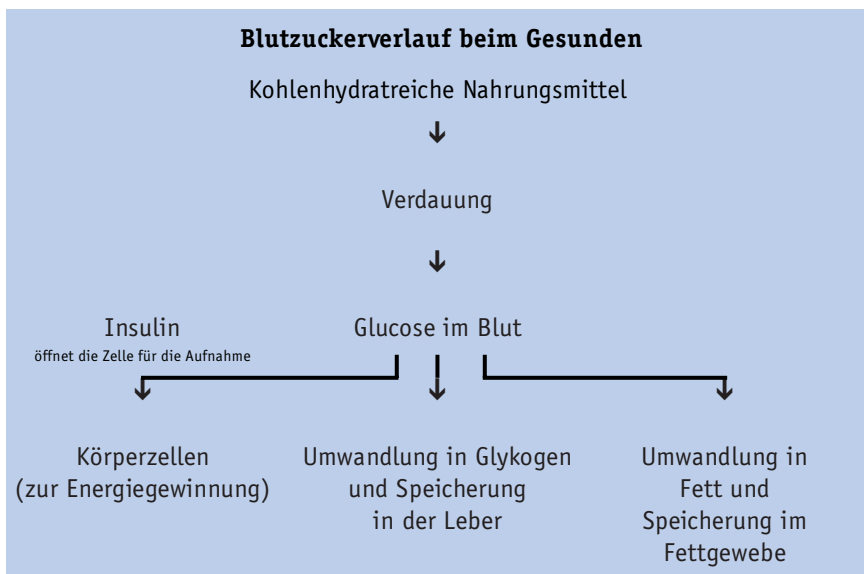 Blutzuckerverlauf beim Gesunden
Kohlenhydratreiche Nahrungsmittel
Verdauung
Insulin
öffnet die Zelle für die Aufnahme
Glucose im Blut
Körperzellen
(zur Energiegewinnung)
Umwandlung in Glykogen
und Speicherung
in der Leber
Umwandlung in
Fett und
Speicherung im
Fettgewebe